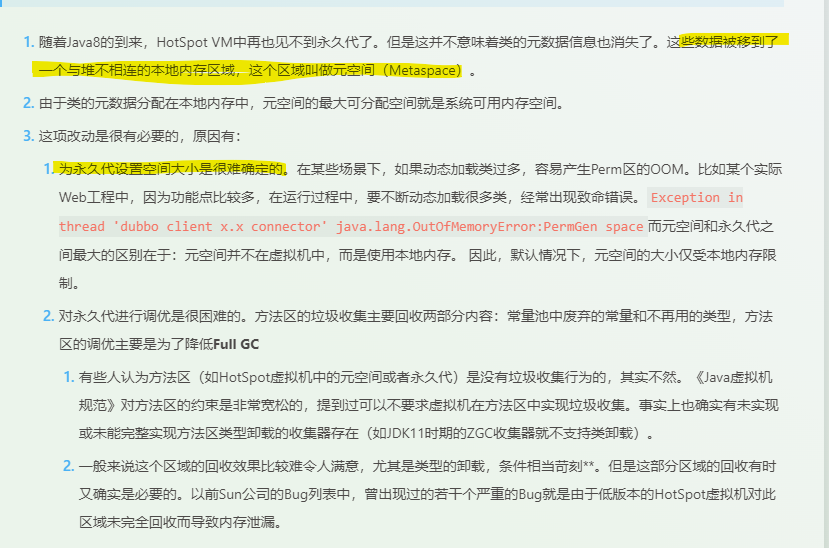 1. 随着Java8的到来，HotSpot VM中再也见不到永久代了。但是这并不意味着类的元数据信息也消失了。这些数据被移到了
一个与堆不相连的本地内存区域，这个区域叫做元空间（Metaspace）。
2. 由于类的元数据分配在本地内存中，元空间的最大可分配空间就是系统可用内存空间。
3. 这项改动是很有必要的，原因有：
1. 为永久代设置空间大小是很难确定的。在某些场景下，如果动态加载类过多，容易产生Perm区的OOM。比如某个实际
Web工程中，因为功能点比较多，在运行过程中，要不断动态加载很多类，经常出现致命错误。Exception in
thread 'dubbo client x.x connector' java.lang.OutOfMemoryError:PermGen space而元空间和永久代之
间最大的区别在于：元空间并不在虚拟机中，而是使用本地内存。 因此，默认情况下，元空间的大小仅受本地内存限
制。
2. 对永久代进行调优是很困难的。方法区的垃圾收集主要回收两部分内容：常量池中废弃的常量和不再用的类型，方法
区的调优主要是为了降低Full GC
1. 有些人认为方法区（如HotSpot虚拟机中的元空间或者永久代）是没有垃圾收集行为的，其实不然。《Java虚拟机
规范》对方法区的约束是非常宽松的，提到过可以不要求虚拟机在方法区中实现垃圾收集。事实上也确实有未实现
或未能完整实现方法区类型卸载的收集器存在（如JDK11时期的ZGC收集器就不支持类卸载）。
2. 一般来说这个区域的回收效果比较难令人满意，尤其是类型的卸载，条件相当苛刻**。但是这部分区域的回收有时
又确实是必要的。以前Sun公司的Bug列表中，曾出现过的若干个严重的Bug就是由于低版本的HotSpot虚拟机对此
区域未完全回收而导致内存泄漏。